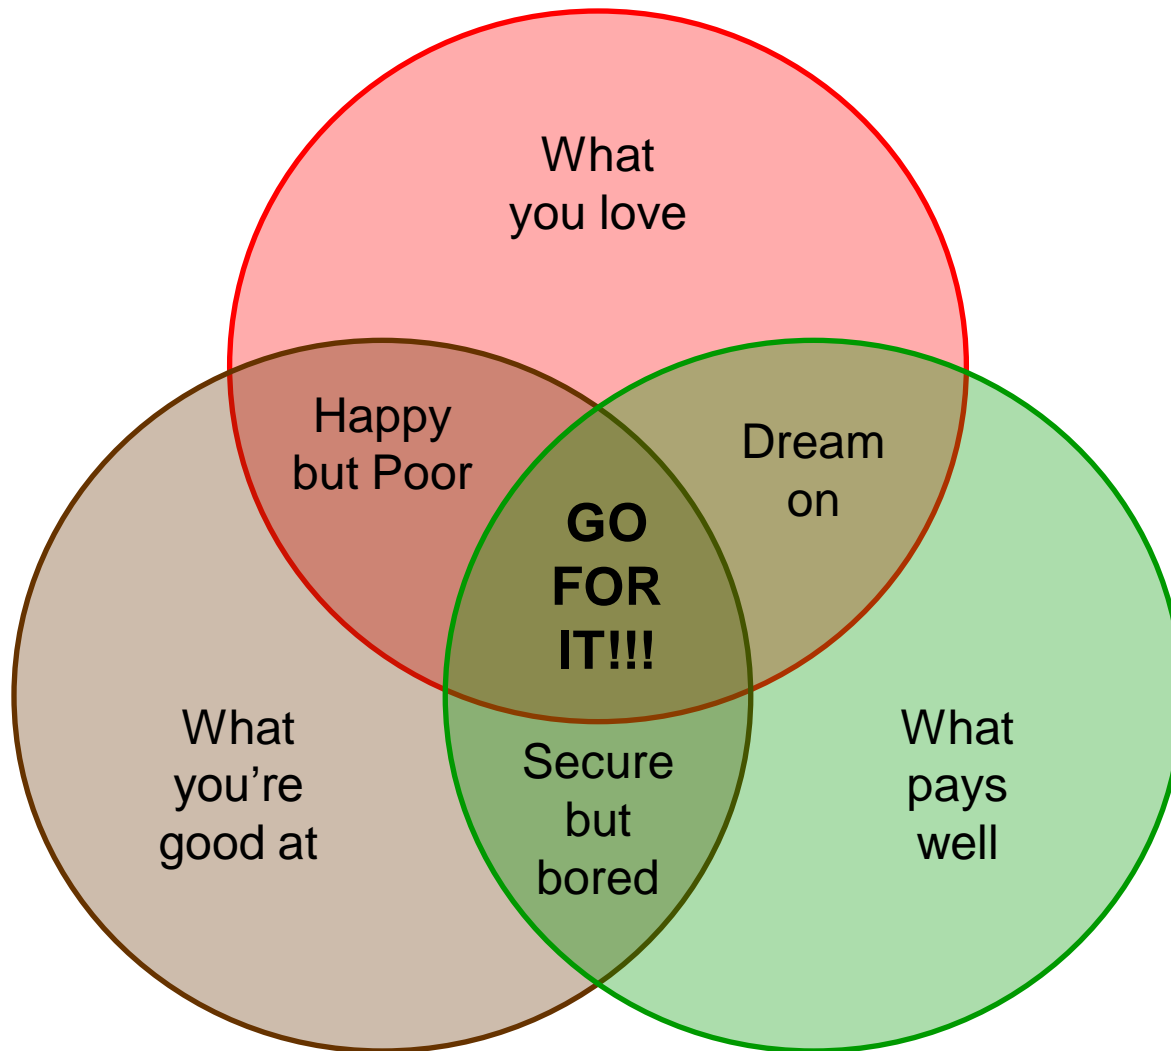 What
you love
Happy
but Poor
Dream
on
GO
FOR
IT!!!
What
you’re
good at
Secure
but
bored
What
pays
well